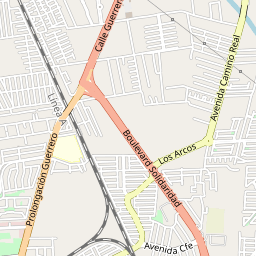 Calle Guerrero
Avenida Camino Real
Línea A
Prolongación Guerrero
Boulevard Solidaridad
Los Arcos
Avenida Cfe